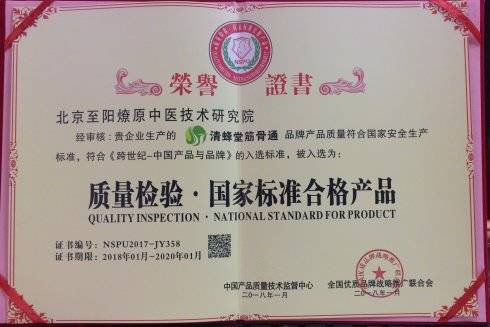 NSPU
榮譽 證書
北京至阳燎原中医技术研究院
经审核:贵企业生产的 清蜂堂筋骨通 品牌产品质量符合国家安全生产
标准,符合《跨世纪-中国产品与品牌》的入选标准,被入选为:
质量检验·国家标准合格产品
QUALITY INSPECTION · NATIONAL STANDARD FOR PRODUCT
证书编号:NSPU2017-JY358
证书期限:2018年01月-2020年01月
中国产品质量技术监督中心 全国优质品牌战略推广联合会
二〇一八年一月 二〇一八年一月